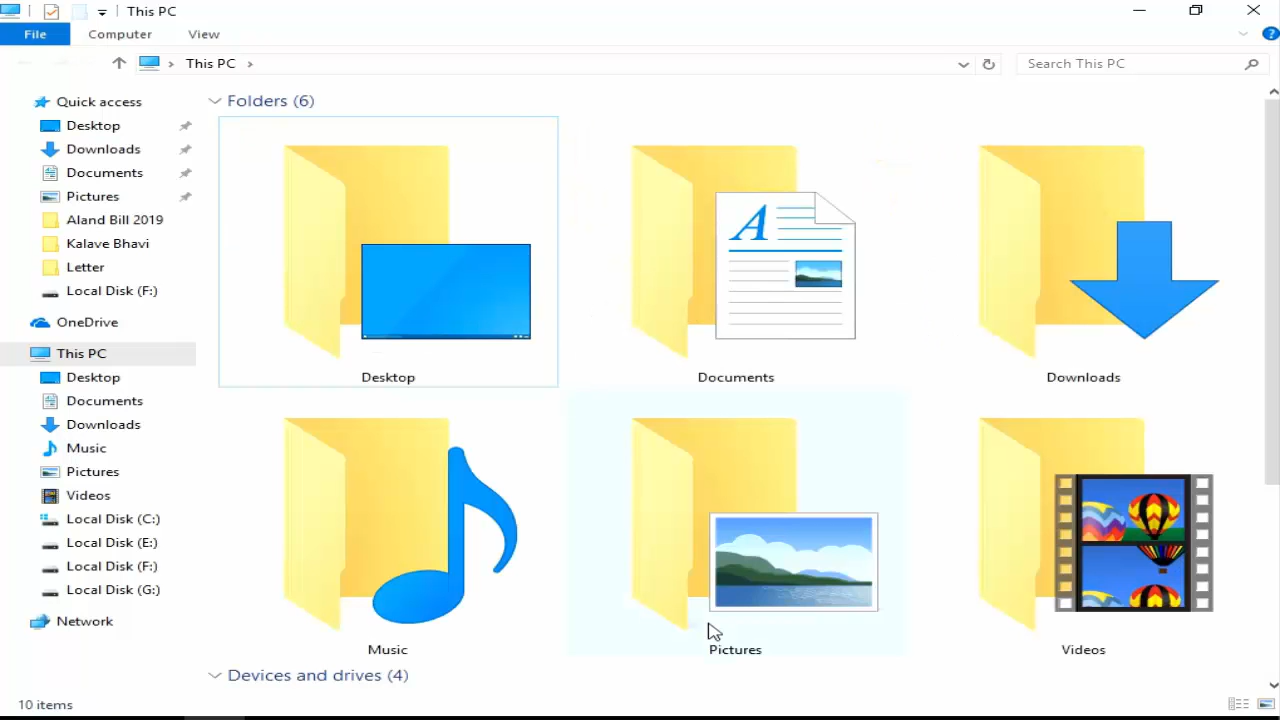 This PC
File Computer View
This PC
Search This PC
Quick access
Desktop
Downloads
Documents
Pictures
Aland Bill 2019
Kalave Bhavi
Letter
Local Disk (F:)
OneDrive
This PC
Desktop
Documents
Downloads
Music
Pictures
Videos
Local Disk (C:)
Local Disk (E:)
Local Disk (F:)
Local Disk (G:)
Network
Folders (6)
Desktop Documents Downloads
Music Pictures Videos
Devices and drives (4)
10 items